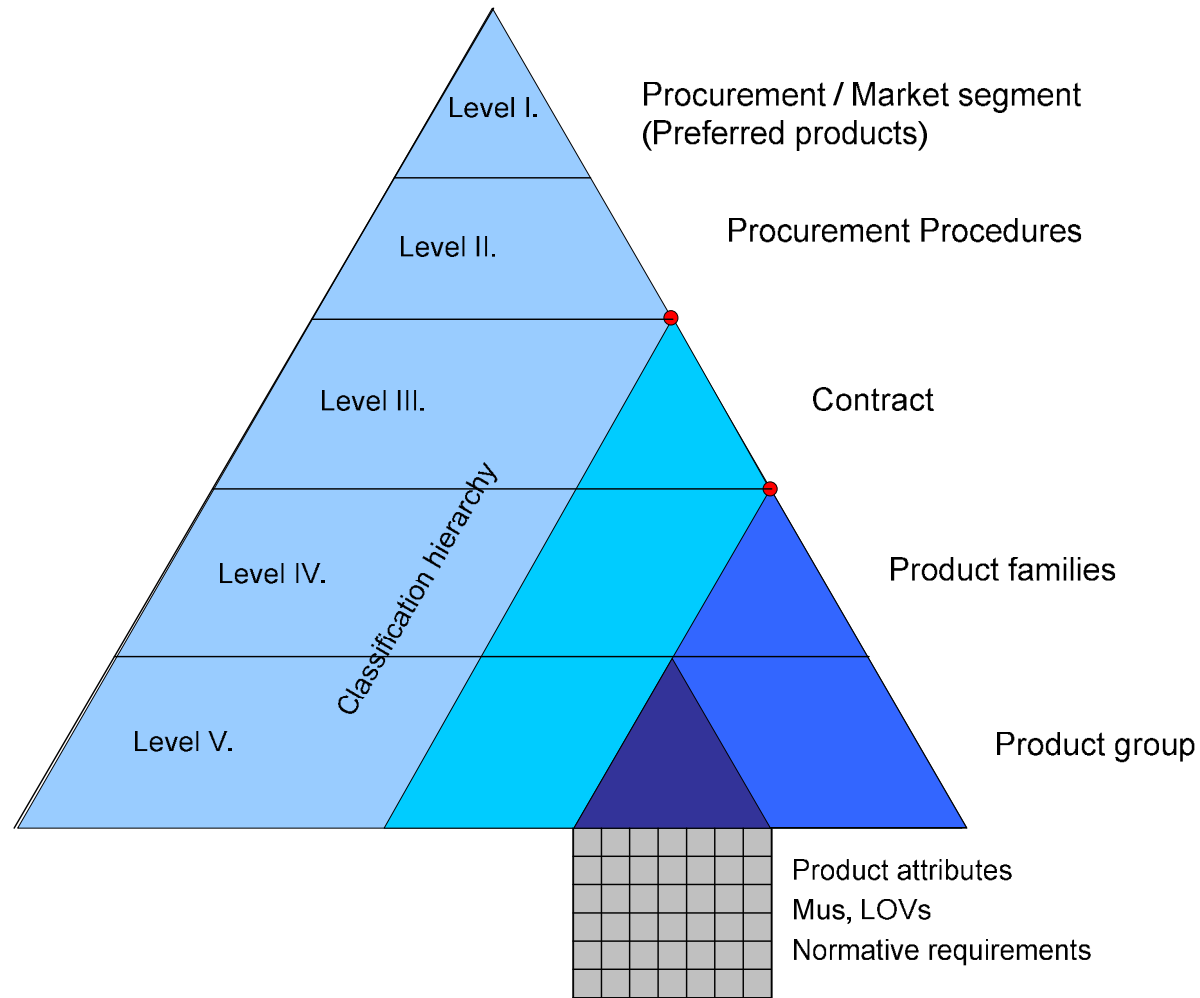 Level I.
Procurement / Market segment
(Preferred products)
Level II.
Procurement Procedures
Level III.
Contract
Classification hierarchy
Level IV.
Product families
Level V.
Product group
Product attributes
Mus, LOVs
Normative requirements